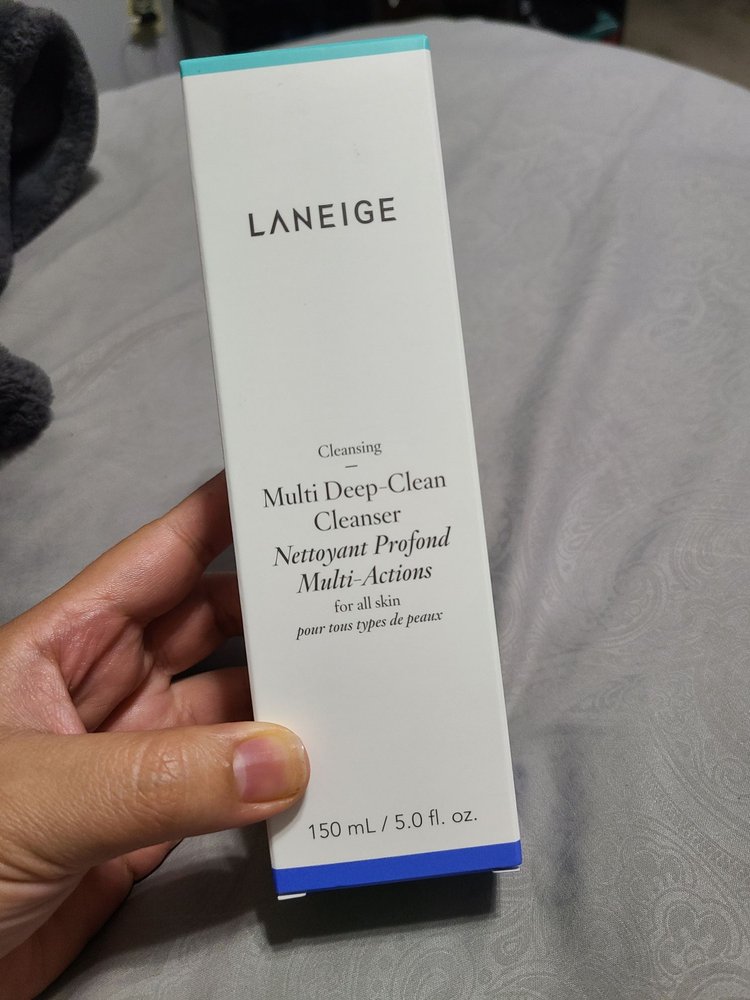 LANEIGE
Cleansing
Multi Deep-Clean
Cleanser
Nettoyant Profond
Multi-Actions
for all skin
pour tous types de peaux
150 mL / 5.0 fl. oz.